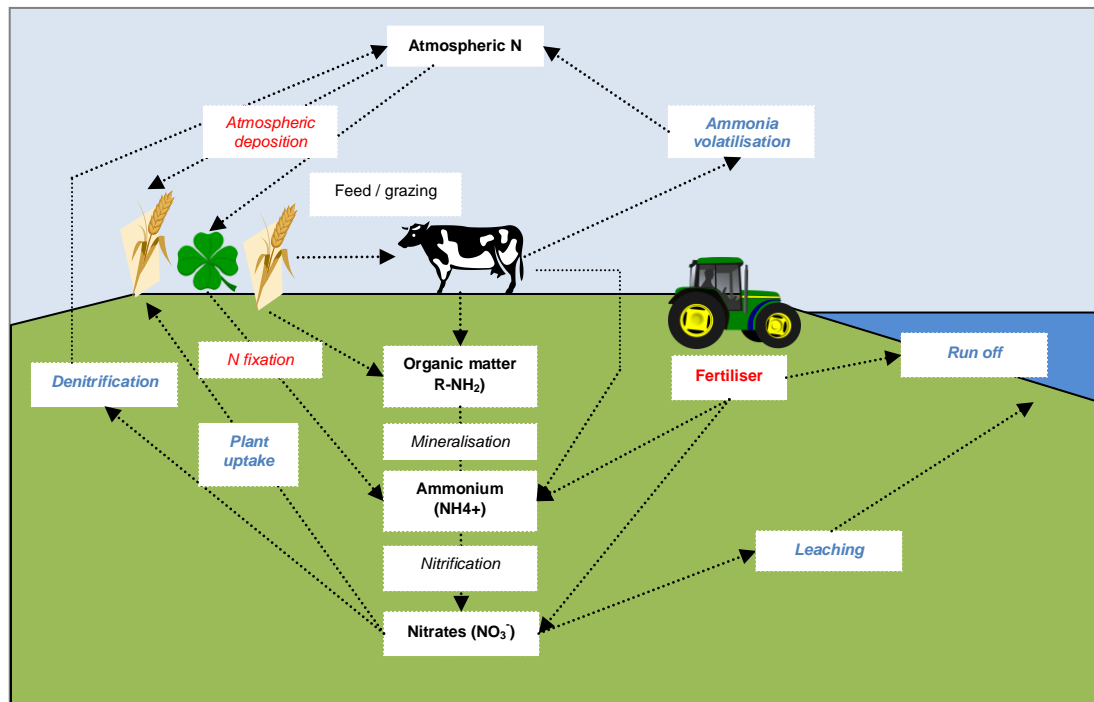 Atmospheric N
Atmospheric
deposition
Ammonia
volatilisation
Feed / grazing
N fixation
Organic matter
R-NH₂)
Fertiliser
Run off
Denitrification
Plant
uptake
Mineralisation
Ammonium
(NH4+)
Nitrification
Leaching
Nitrates (NO₃⁻)